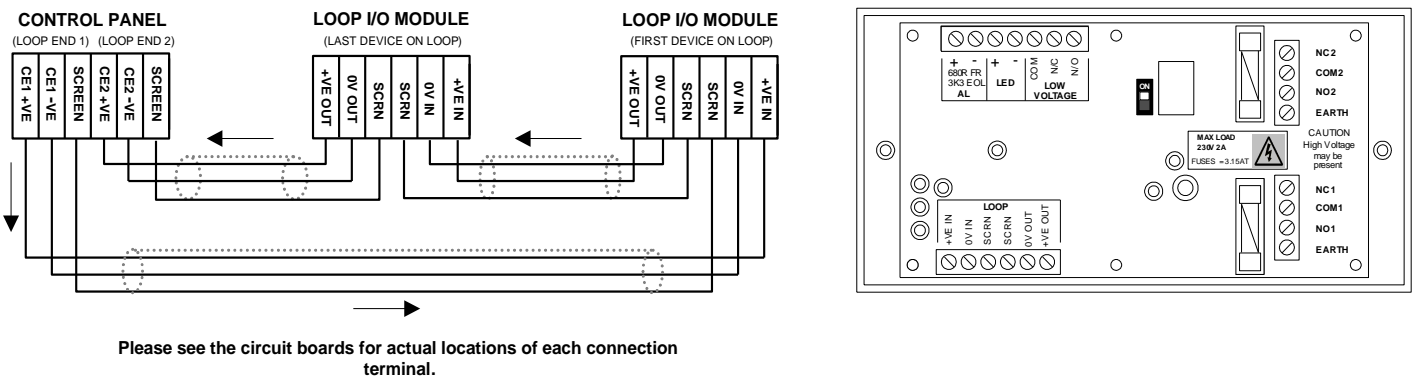 CONTROL PANEL
(LOOP END 1) (LOOP END 2)
CE1 +VE
CE1 -VE
SCREEN
CE2 +VE
CE2 -VE
SCREEN
LOOP I/O MODULE
(LAST DEVICE ON LOOP)
+VE OUT
0V OUT
SCRN
SCRN
0V IN
+VE IN
LOOP I/O MODULE
(FIRST DEVICE ON LOOP)
+VE OUT
0V OUT
SCRN
SCRN
0V IN
+VE IN
Please see the circuit boards for actual locations of each connection
terminal.
+ - + -
680R FR
3K3 EOL
AL
LED
COM
N/C
N/O
LOW
VOLTAGE
ON
NC2
COM2
NO2
EARTH
MAX LOAD
230V 2A
FUSES =3.15AT
CAUTION
High Voltage
may be
present
NC1
COM1
NO1
EARTH
LOOP
+VE IN
0V IN
SCRN
SCRN
0V OUT
+VE OUT